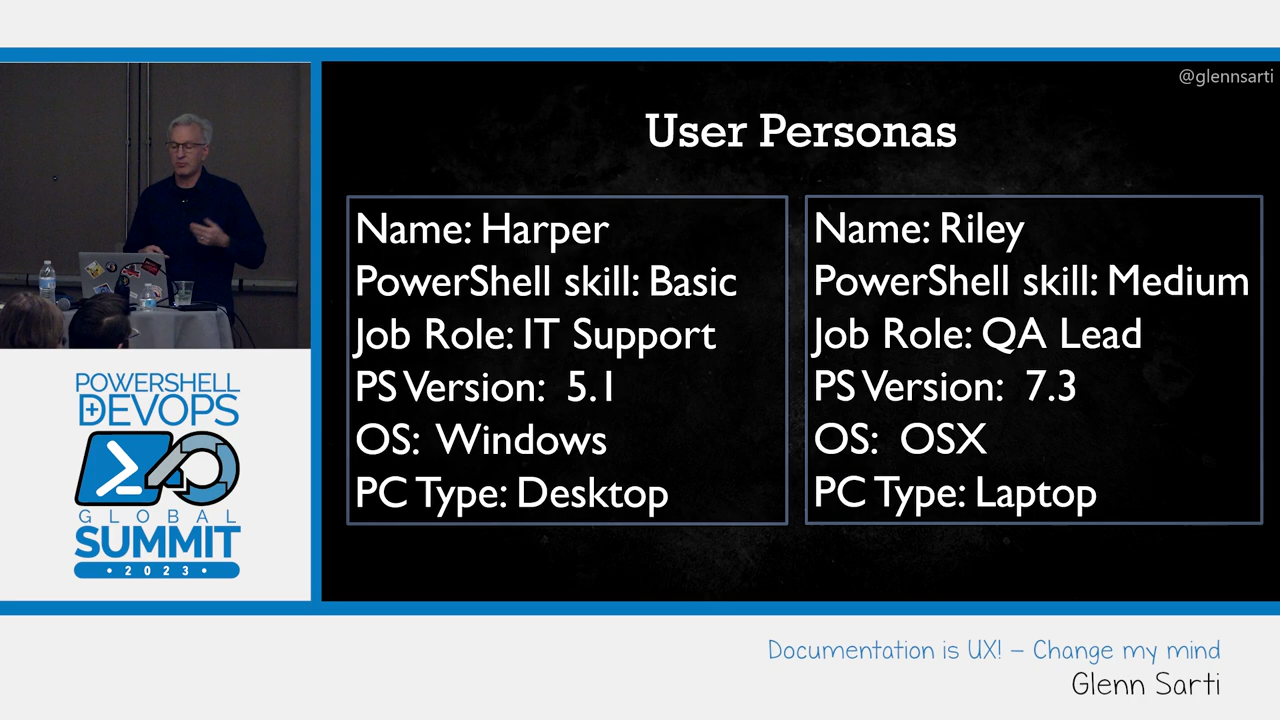 @glennsarti
User Personas
Name: Harper
PowerShell skill: Basic
Job Role: IT Support
PS Version: 5.1
OS: Windows
PC Type: Desktop
Name: Riley
PowerShell skill: Medium
Job Role: QA Lead
PS Version: 7.3
OS: OSX
PC Type: Laptop
POWERSHELL
+DEVOPS
GLOBAL
SUMMIT
• 2023 •
Documentation is UX! – Change my mind
Glenn Sarti